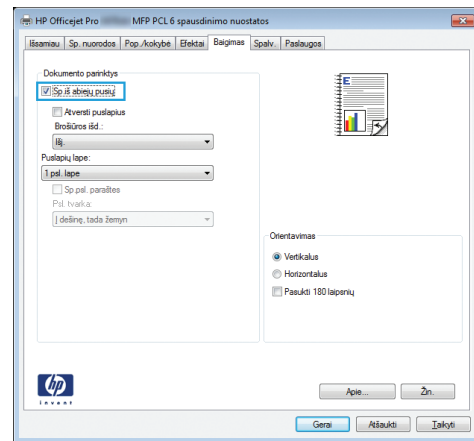 HP Officejet Pro MFP PCL 6 spausdinimo nuostatos
Išsamiau Sp. nuorodos Pop./kokybė Efektai Baigimas Spalv. Paslaugos
Dokumento parinktys
Sp.iš abiejų pusių
Atversti puslapius
Brošiūros išd.:
Išj.
Puslapių lape:
1 psl. lape
Sp.psl. paraštes
Psl. tvarka:
Į dešinę, tada žemyn
E
Orientavimas
Vertikalus
Horizontalus
Pasukti 180 laipsnių
hp
invent
Apie... Žin.
Gerai Atšaukti Taikyti